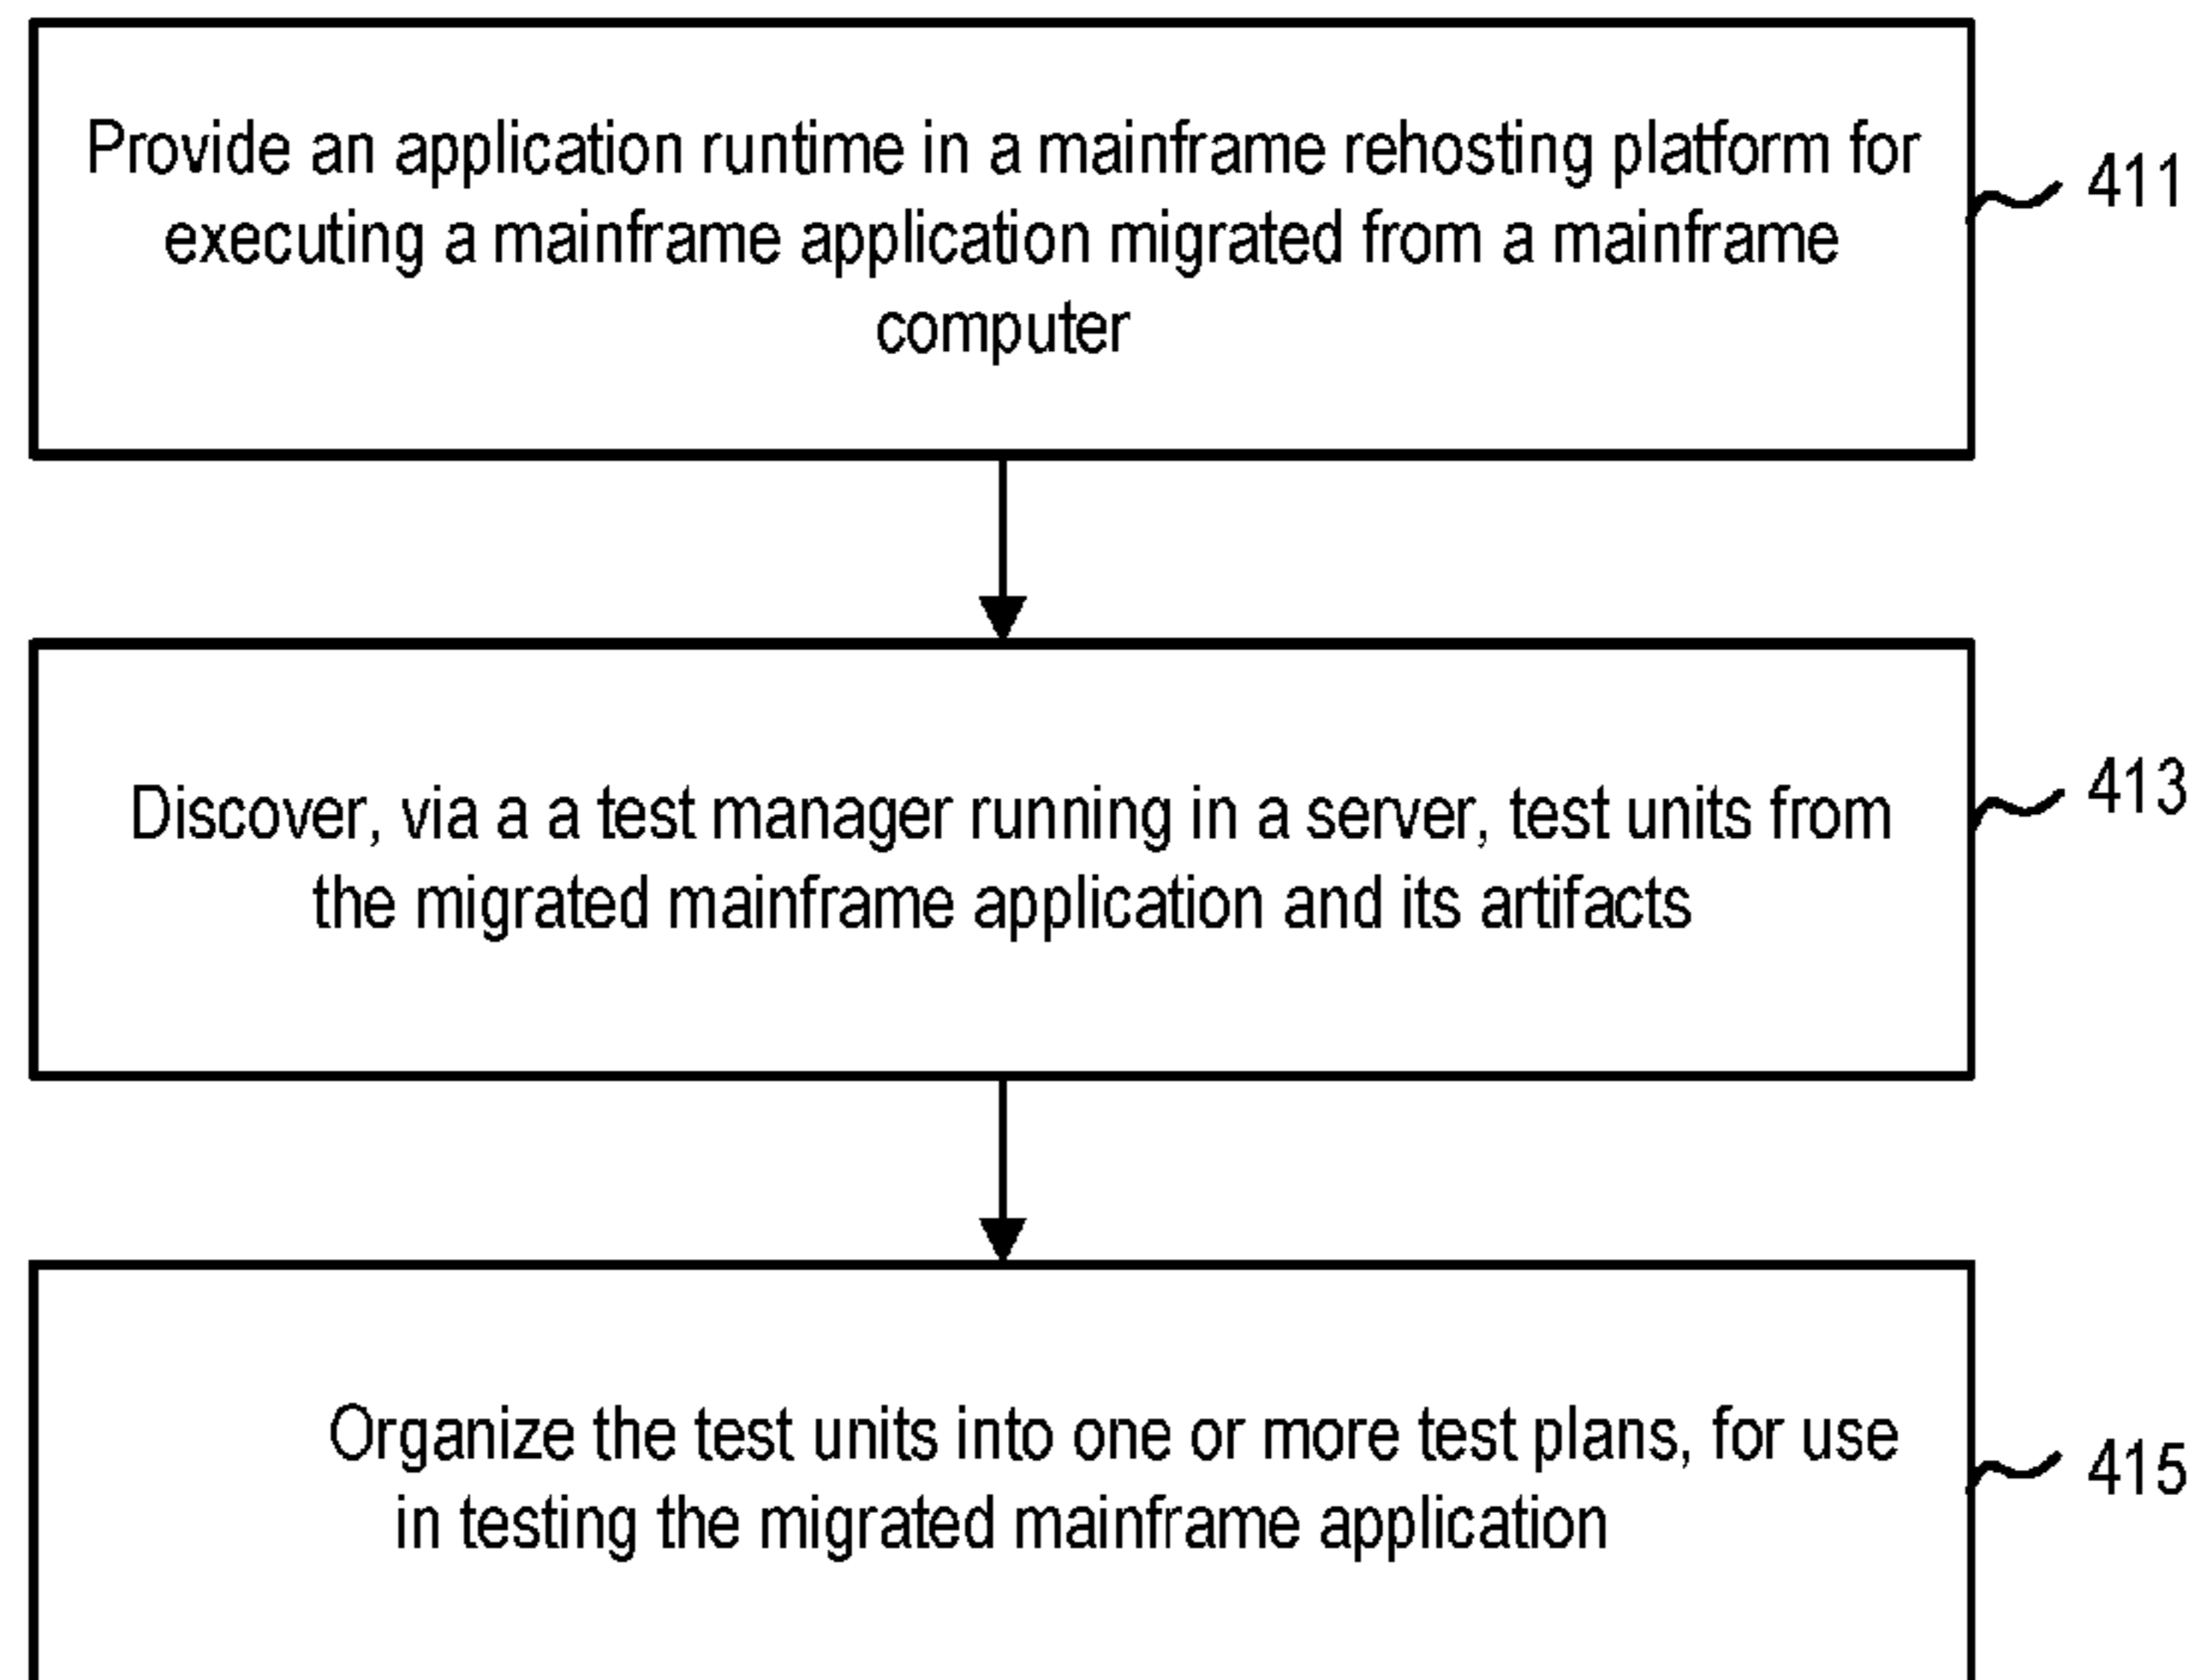 Provide an application runtime in a mainframe rehosting platform for
executing a mainframe application migrated from a mainframe
computer
411
Discover, via a a test manager running in a server, test units from
the migrated mainframe application and its artifacts
413
Organize the test units into one or more test plans, for use
in testing the migrated mainframe application
415